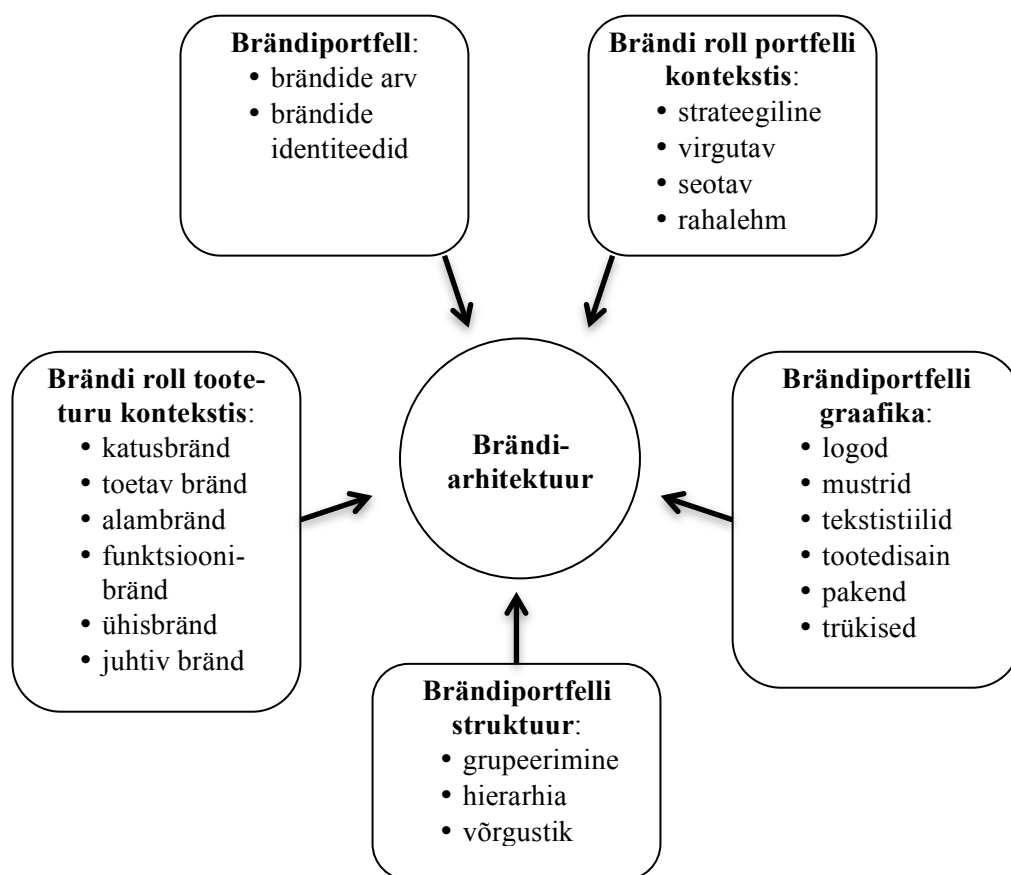 Brändiportfell:
• brändide arv
• brändide
identiteedid
Brändi roll portfelli
kontekstis:
• strateegiline
• virgutav
• seotav
• rahalehm
Brändi roll toote-
turu kontekstis:
• katusbränd
• toetav bränd
• alambränd
• funktsiooni-
bränd
• ühisbränd
• juhtiv bränd
Brändi-
arhitektuur
Brändiportfelli
graafika:
• logod
• mustrid
• tekstistiilid
• tootedisain
• pakend
• trükised
Brändiportfelli
struktuur:
• grupeerimine
• hierarhia
• võrgustik